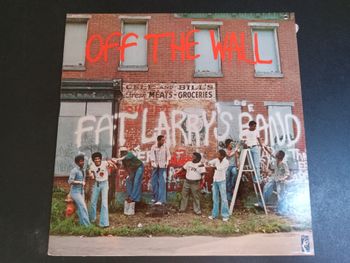 OFF THE WALL
MEATS - GROCERIES
FAT LARRY'S BAND